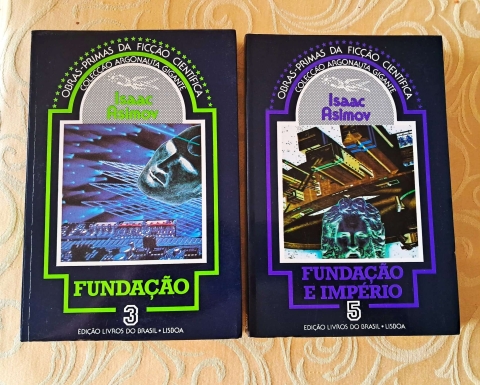 OBRAS-PRIMAS DA FICÇÃO CIENTÍFICA
COLECÇÃO ARGONAUTA GIGANTE
Isaac
Asimov
FUNDAÇÃO
3
EDIÇÃO LIVROS DO BRASIL • LISBOA
OBRAS-PRIMAS DA FICÇÃO CIENTÍFICA
COLECÇÃO ARGONAUTA GIGANTE
Isaac
Asimov
FUNDAÇÃO
E IMPÉRIO
5
EDIÇÃO LIVROS DO BRASIL • LISBOA